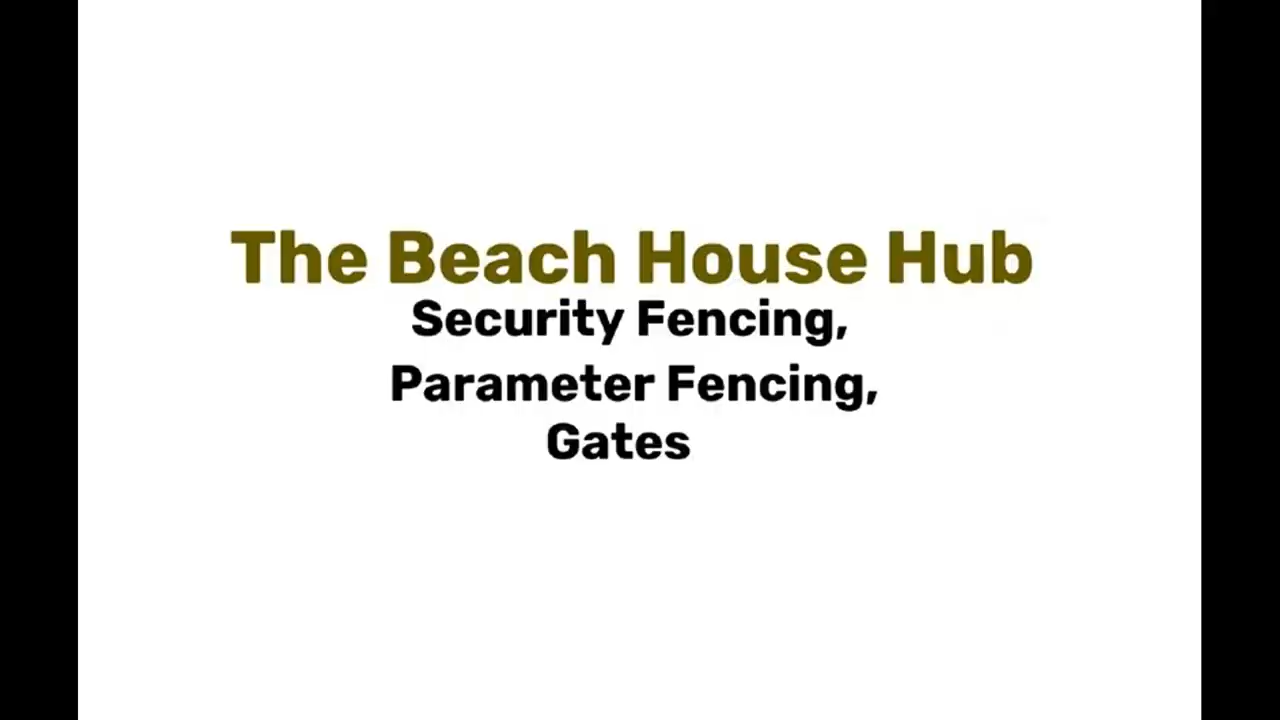 The Beach House Hub
Security Fencing,
Parameter Fencing,
Gates